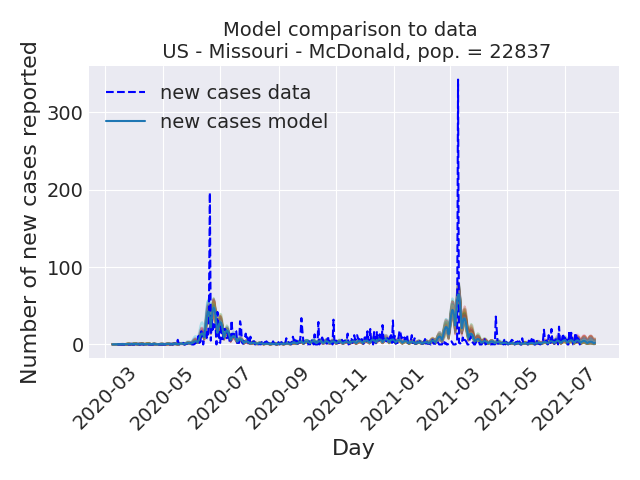 Model comparison to data
US - Missouri - McDonald, pop. = 22837
Number of new cases reported
new cases data
new cases model
300
200
100
0
2020-03
2020-05
2020-07
2020-09
2020-11
2021-01
2021-03
2021-05
2021-07
Day